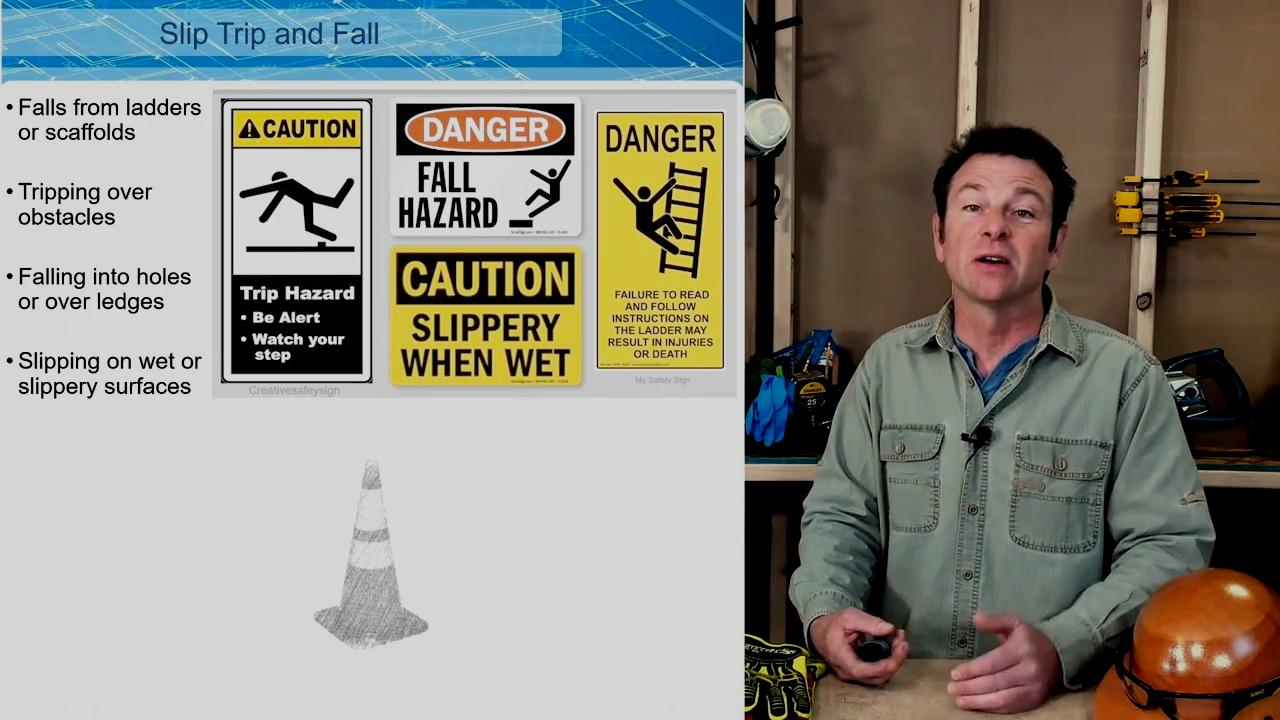 Slip Trip and Fall
• Falls from ladders
or scaffolds
• Tripping over
obstacles
• Falling into holes
or over ledges
• Slipping on wet or
slippery surfaces
CAUTION
Trip Hazard
• Be Alert
• Watch your
step
Creativesafeysign
DANGER
FALL
HAZARD
CAUTION
SLIPPERY
WHEN WET
DANGER
FAILURE TO READ
AND FOLLOW
INSTRUCTIONS ON
THE LADDER MAY
RESULT IN INJURIES
OR DEATH
My Safety Sign
25